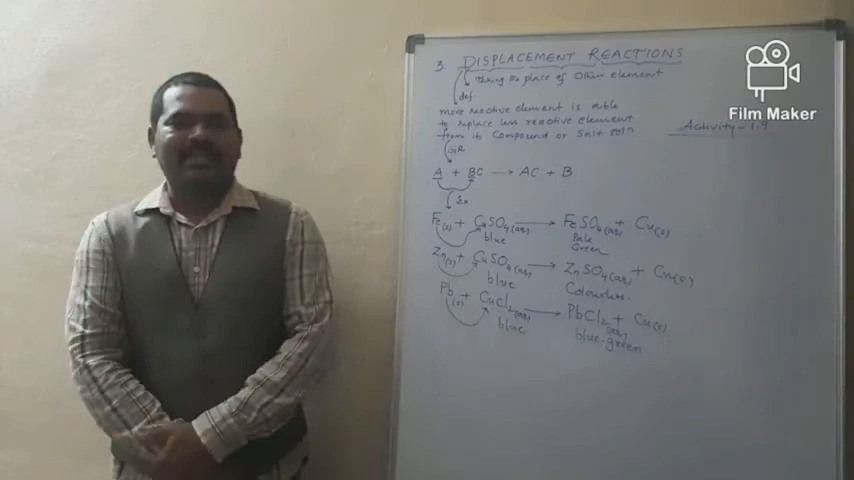 3. DISPLACEMENT REACTIONS
Taking the place of Other element
def
more reactive element is able
to replace less reactive element
from its Compound or Salt sol?
GR
A + BC → AC + B
Ex
Fe(s) + CuSO4(aq) → FeSO4(aq) + Cu(s)
blue
Pale
Green
Zn(s) + CuSO4(aq) → ZnSO4(aq) + Cu(s)
blue
Colourless.
Pb(s) + CuCl2(aq) → PbCl2(aq) + Cu(s)
blue
blue-green
Activity - 1.9
Film Maker